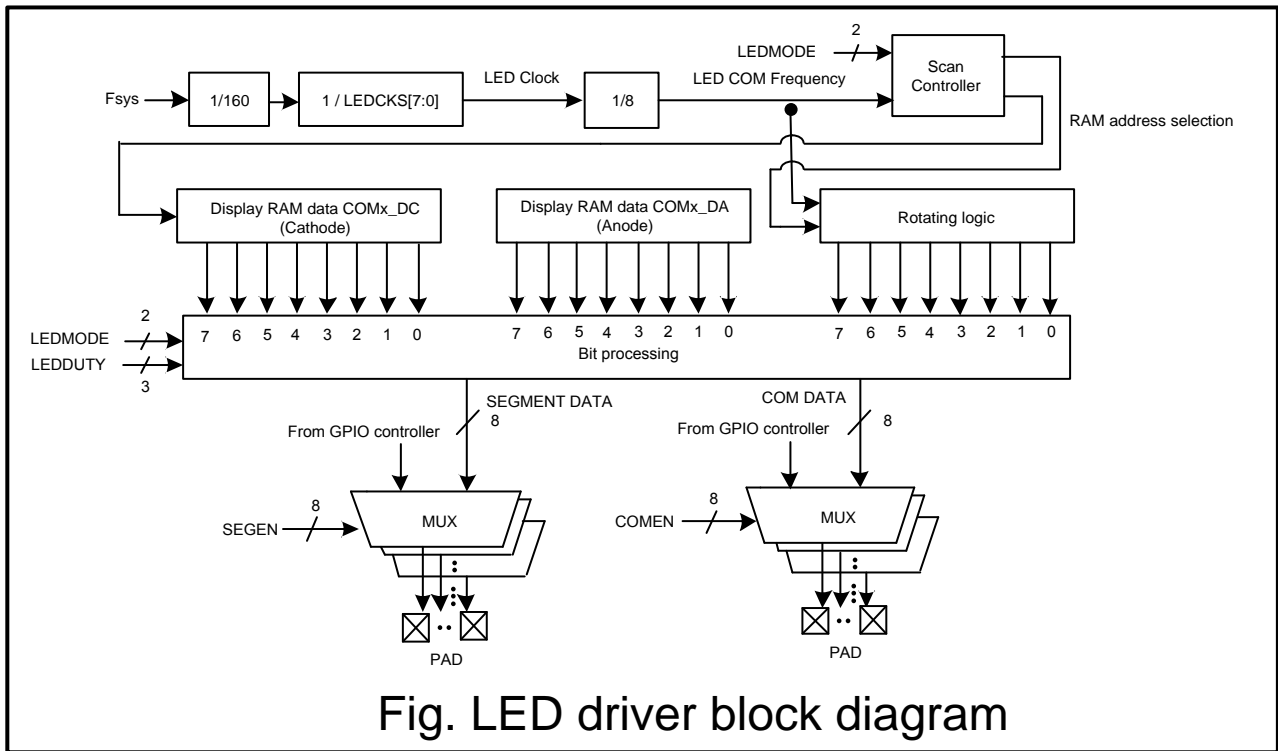 2
LEDMODE
Scan
Controller
LED Clock
LED COM Frequency
Fsys
1/160
1 / LEDCKS[7:0]
1/8
RAM address selection
Display RAM data COMx_DC
(Cathode)
Display RAM data COMx_DA
(Anode)
Rotating logic
2
LEDMODE
7 6 5 4 3 2 1 0
7 6 5 4 3 2 1 0
7 6 5 4 3 2 1 0
Bit processing
LEDDUTY
3
SEGMENT DATA
8
COM DATA
8
From GPIO controller
From GPIO controller
8
SEGEN
MUX
8
COMEN
MUX
PAD
PAD
Fig. LED driver block diagram